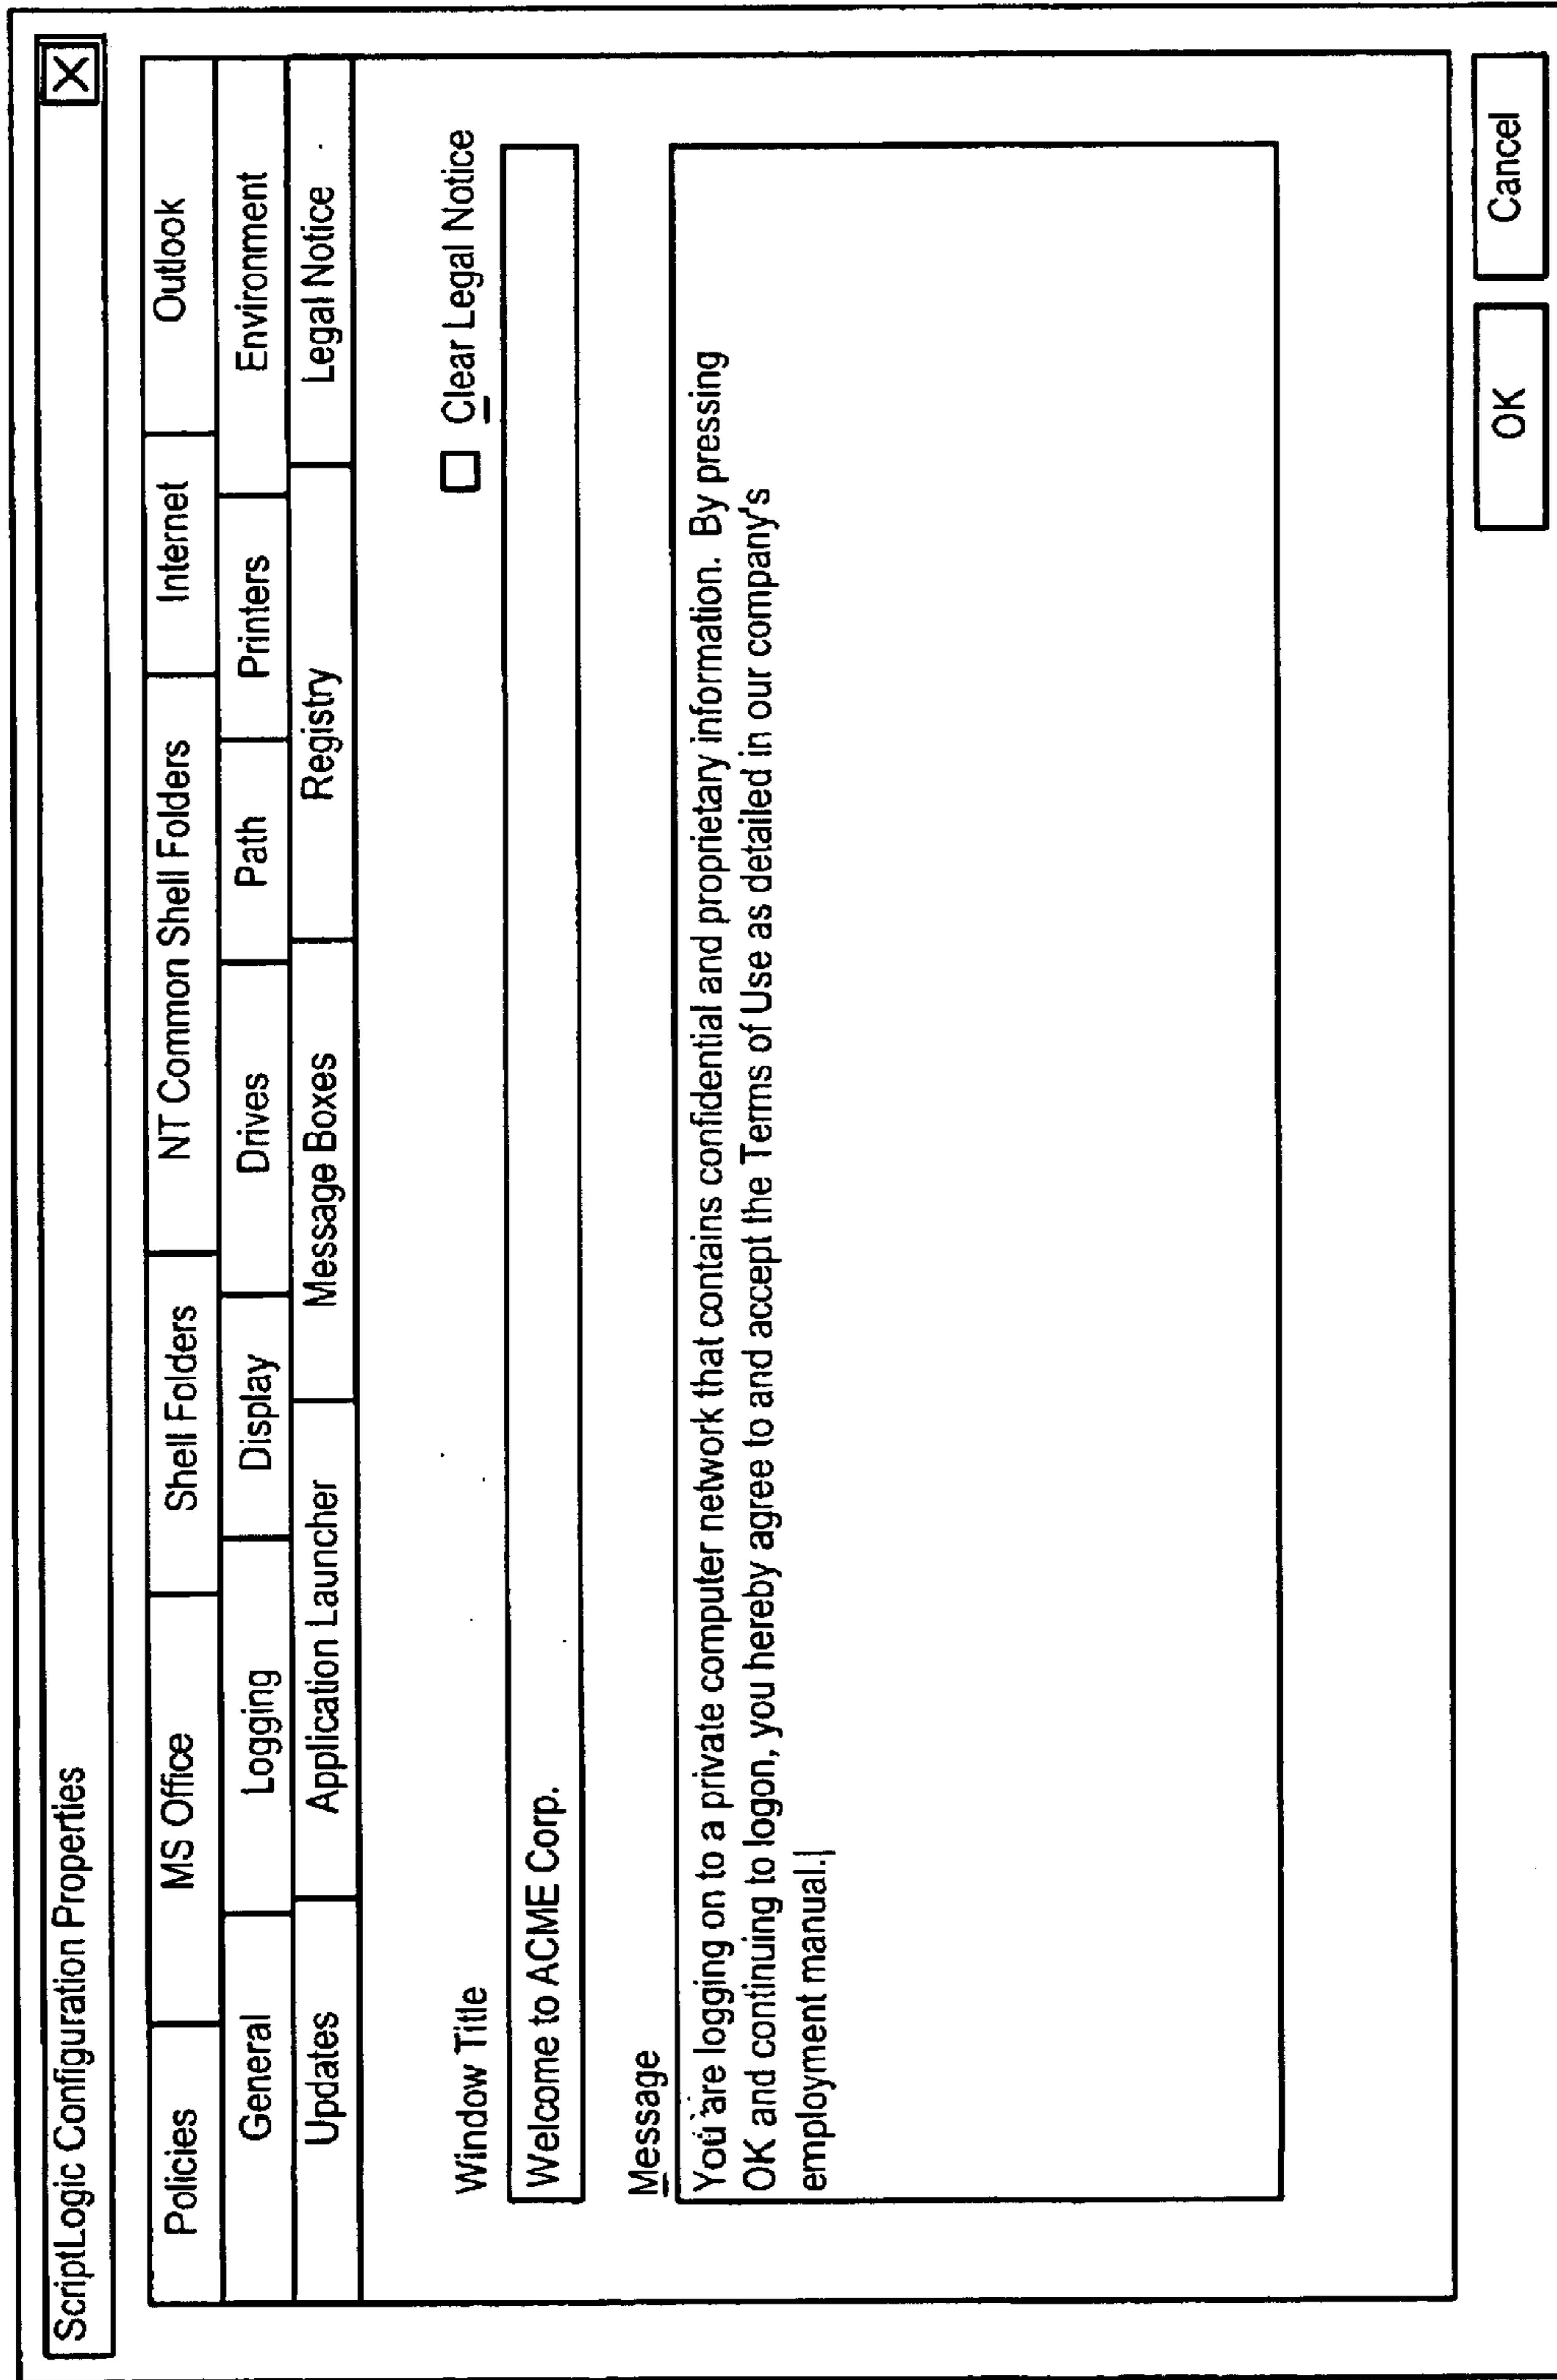 ScriptLogic Configuration Properties
Policies MS Office Shell Folders NT Common Shell Folders Internet Outlook
General Logging Display Drives Path Printers Environment
Updates Application Launcher Message Boxes Registry Legal Notice
Window Title Clear Legal Notice
Welcome to ACME Corp.
Message
You are logging on to a private computer network that contains confidential and proprietary information. By pressing
OK and continuing to logon, you hereby agree to and accept the Terms of Use as detailed in our company's
employment manual.
OK Cancel